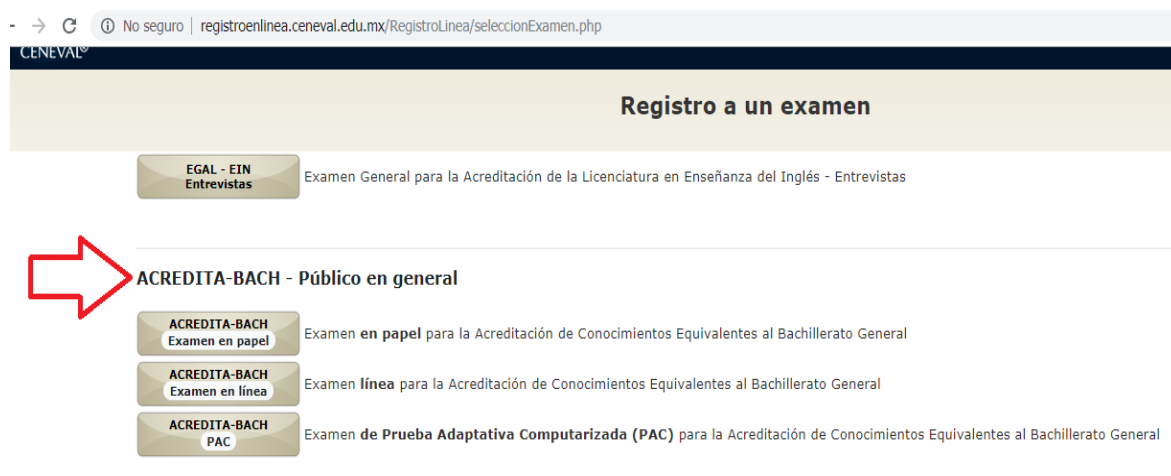 No seguro | registroenlinea.ceneval.edu.mx/RegistroLinea/seleccionExamen.php
CENEVAL®
Registro a un examen
EGAL - EIN
Entrevistas
Examen General para la Acreditación de la Licenciatura en Enseñanza del Inglés - Entrevistas
ACREDITA-BACH - Público en general
ACREDITA-BACH
Examen en papel
Examen en papel para la Acreditación de Conocimientos Equivalentes al Bachillerato General
ACREDITA-BACH
Examen en línea
Examen línea para la Acreditación de Conocimientos Equivalentes al Bachillerato General
ACREDITA-BACH
PAC
Examen de Prueba Adaptativa Computarizada (PAC) para la Acreditación de Conocimientos Equivalentes al Bachillerato General